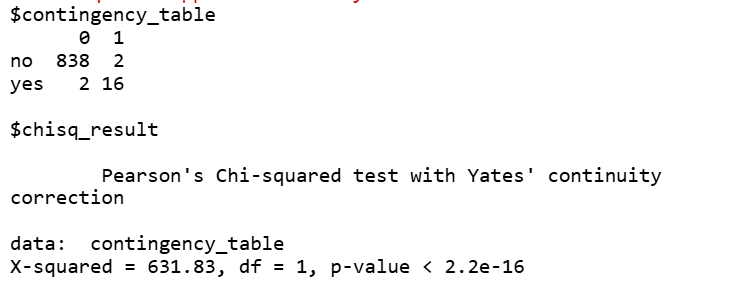 $contingency_table
0 1
no 838 2
yes 2 16
$chisq_result
Pearson's Chi-squared test with Yates' continuity
correction
data: contingency_table
X-squared = 631.83, df = 1, p-value < 2.2e-16